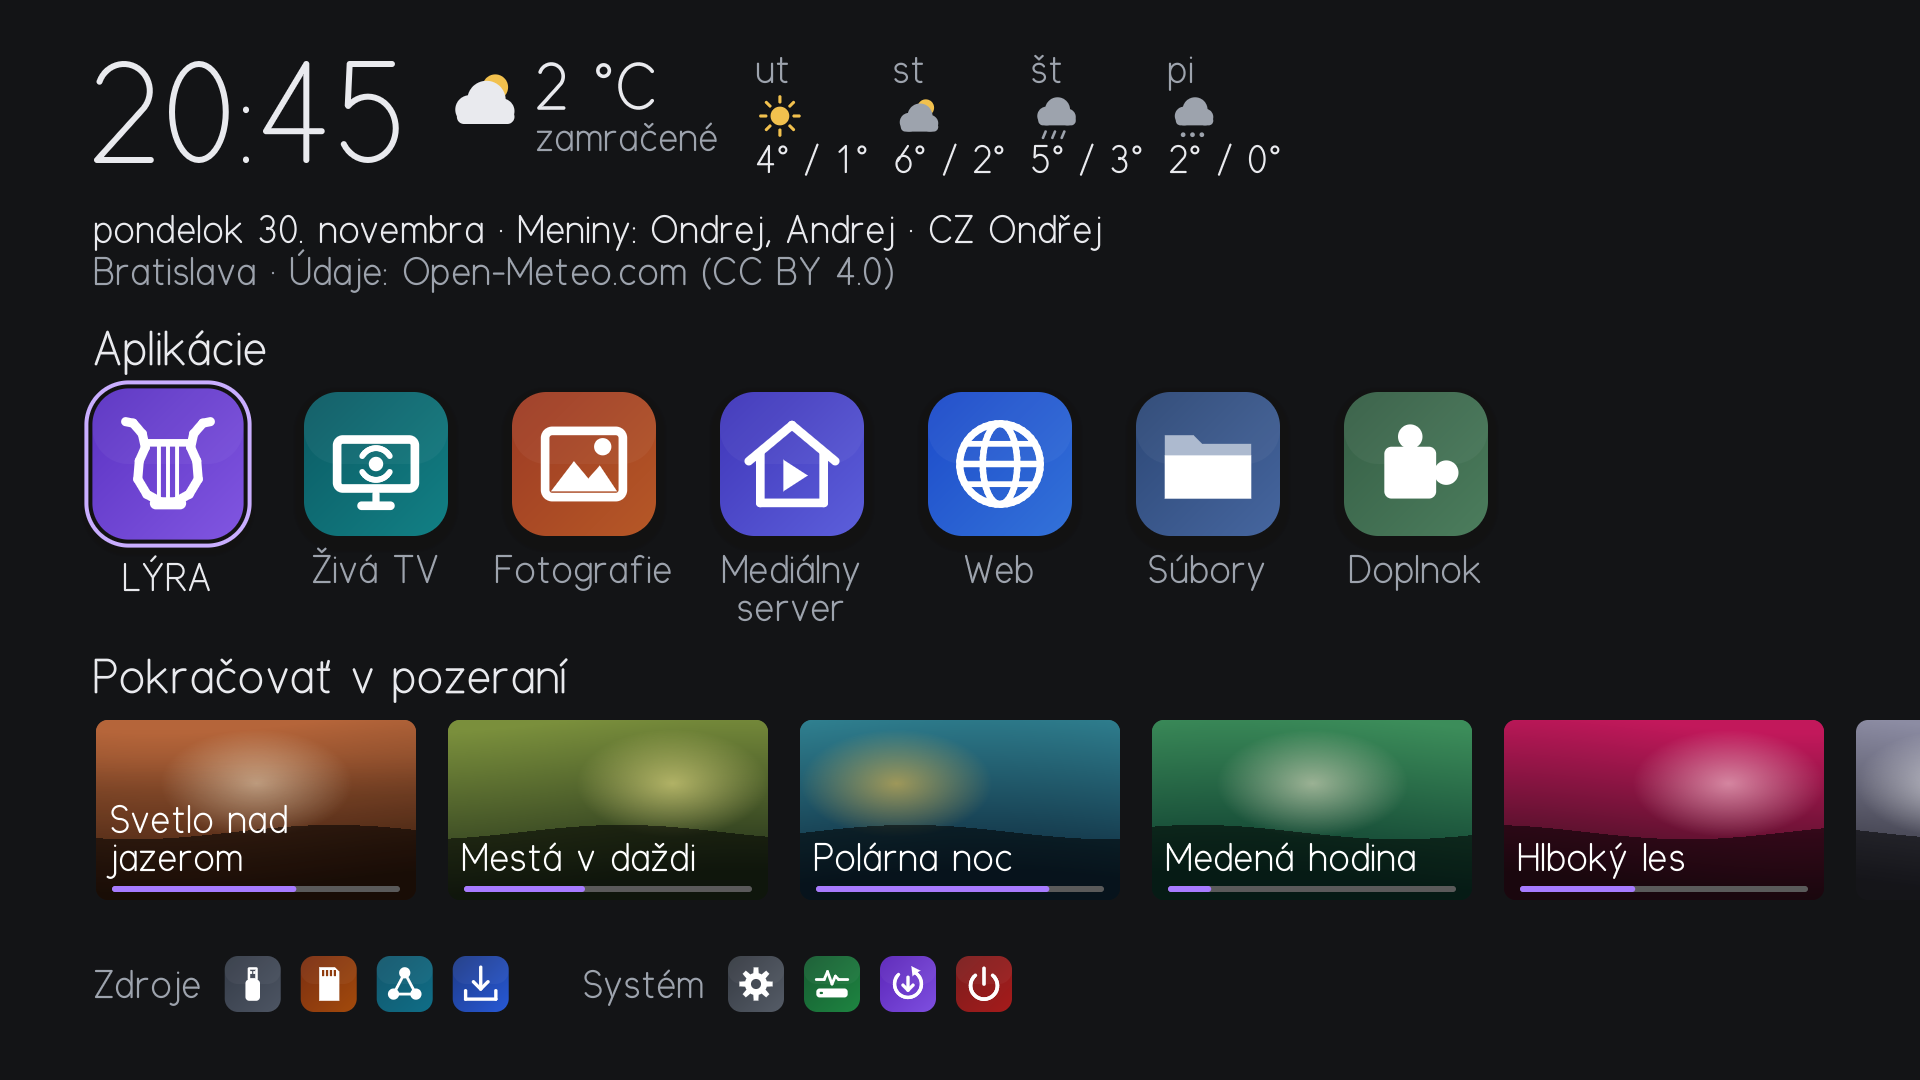 20:45
2 °C
zamračené
ut
st
št
pi
4° / 1°
6° / 2°
5° / 3°
2° / 0°
pondelok 30. novembra · Meniny: Ondrej, Andrej · CZ Ondřej
Bratislava · Údaje: Open-Meteo.com (CC BY 4.0)
Aplikácie
LÝRA
Živá TV
Fotografie
Mediálny
server
Web
Súbory
Doplnok
Pokračovať v pozeraní
Svetlo nad
jazerom
Mestá v daždi
Polárna noc
Medená hodina
Hlboký les
Zdroje
Systém